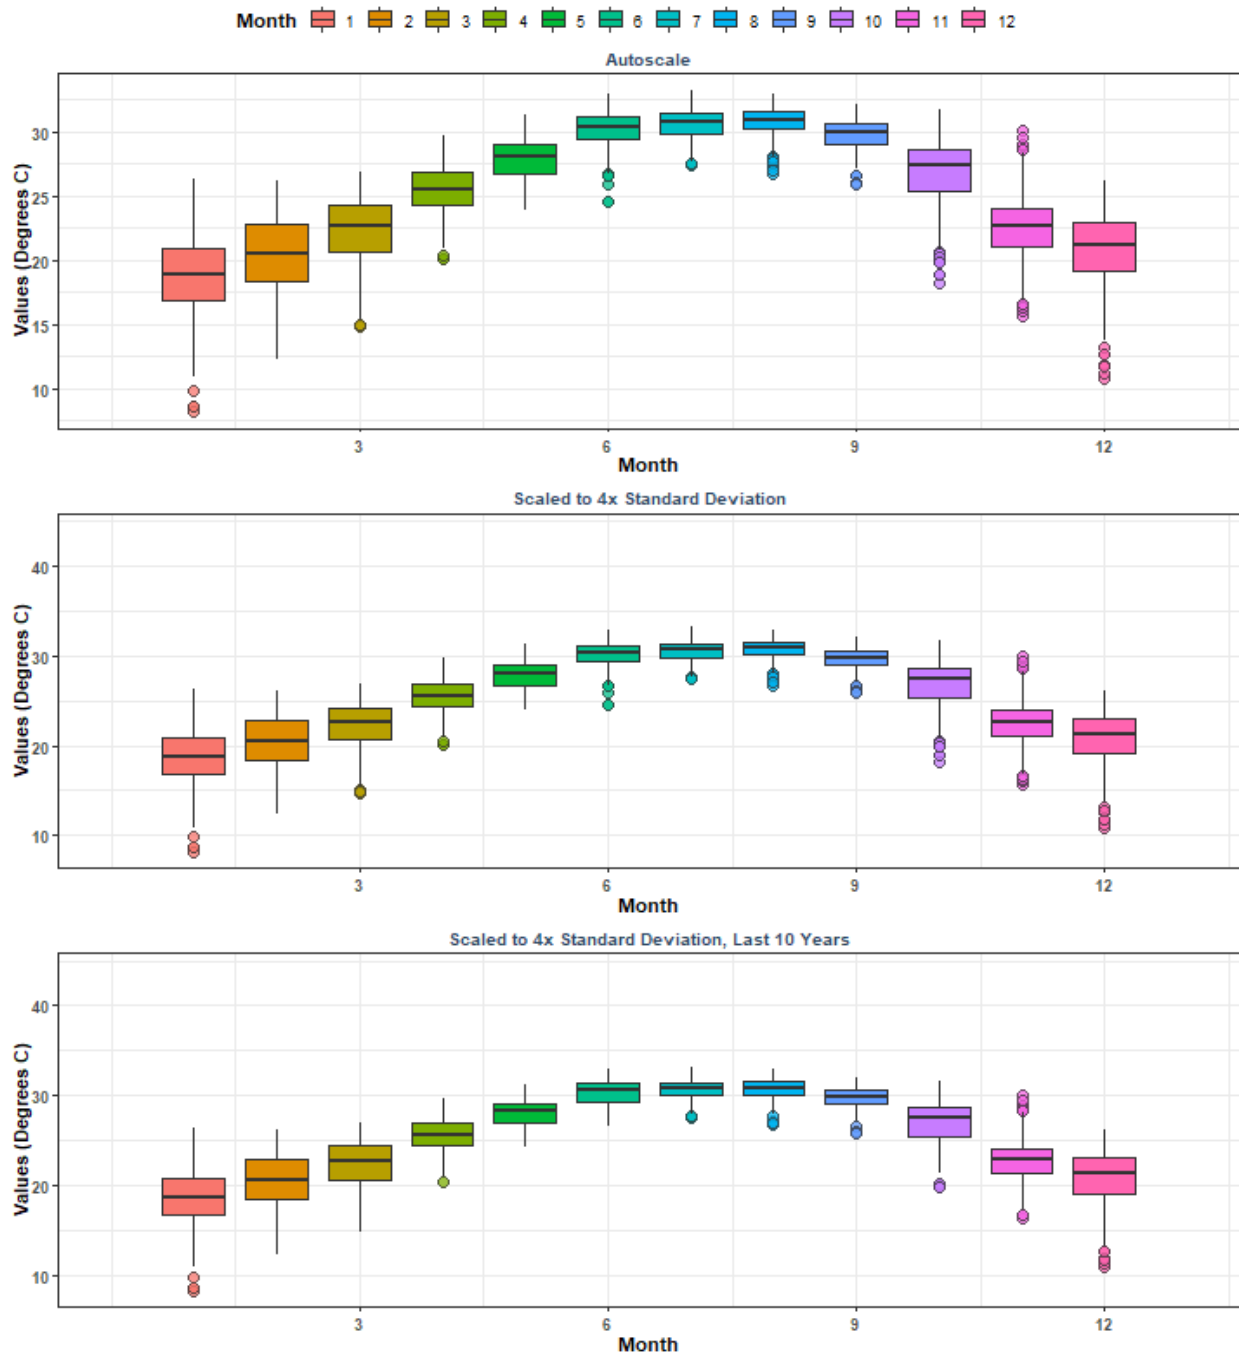 Month 1 2 3 4 5 6 7 8 9 10 11 12
Autoscale
Values (Degrees C)
30
25
20
15
10
3 6 9 12
Month
Scaled to 4x Standard Deviation
Values (Degrees C)
40
30
20
10
3 6 9 12
Month
Scaled to 4x Standard Deviation, Last 10 Years
Values (Degrees C)
40
30
20
10
3 6 9 12
Month